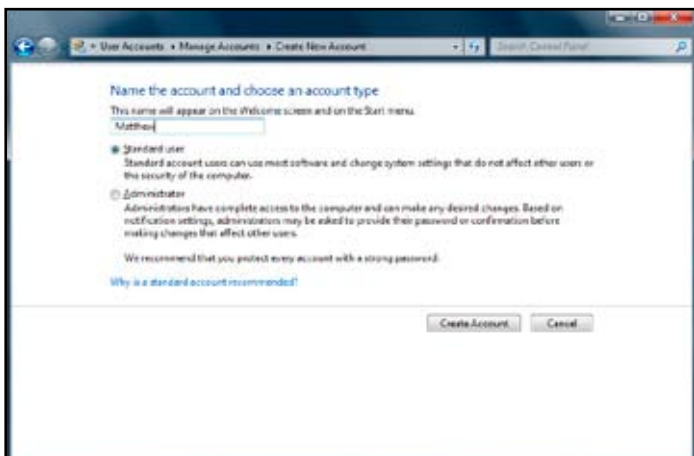 User Accounts ▸ Manage Accounts ▸ Create New Account
Search Control Panel
Name the account and choose an account type
This name will appear on the Welcome screen and on the Start menu.
Matthew
Standard user
Standard account users can use most software and change system settings that do not affect other users or
the security of the computer.
Administrator
Administrators have complete access to the computer and can make any desired changes. Based on
notification settings, administrators may be asked to provide their password or confirmation before
making changes that affect other users.
We recommend that you protect every account with a strong password.
Why is a standard account recommended?
Create Account
Cancel